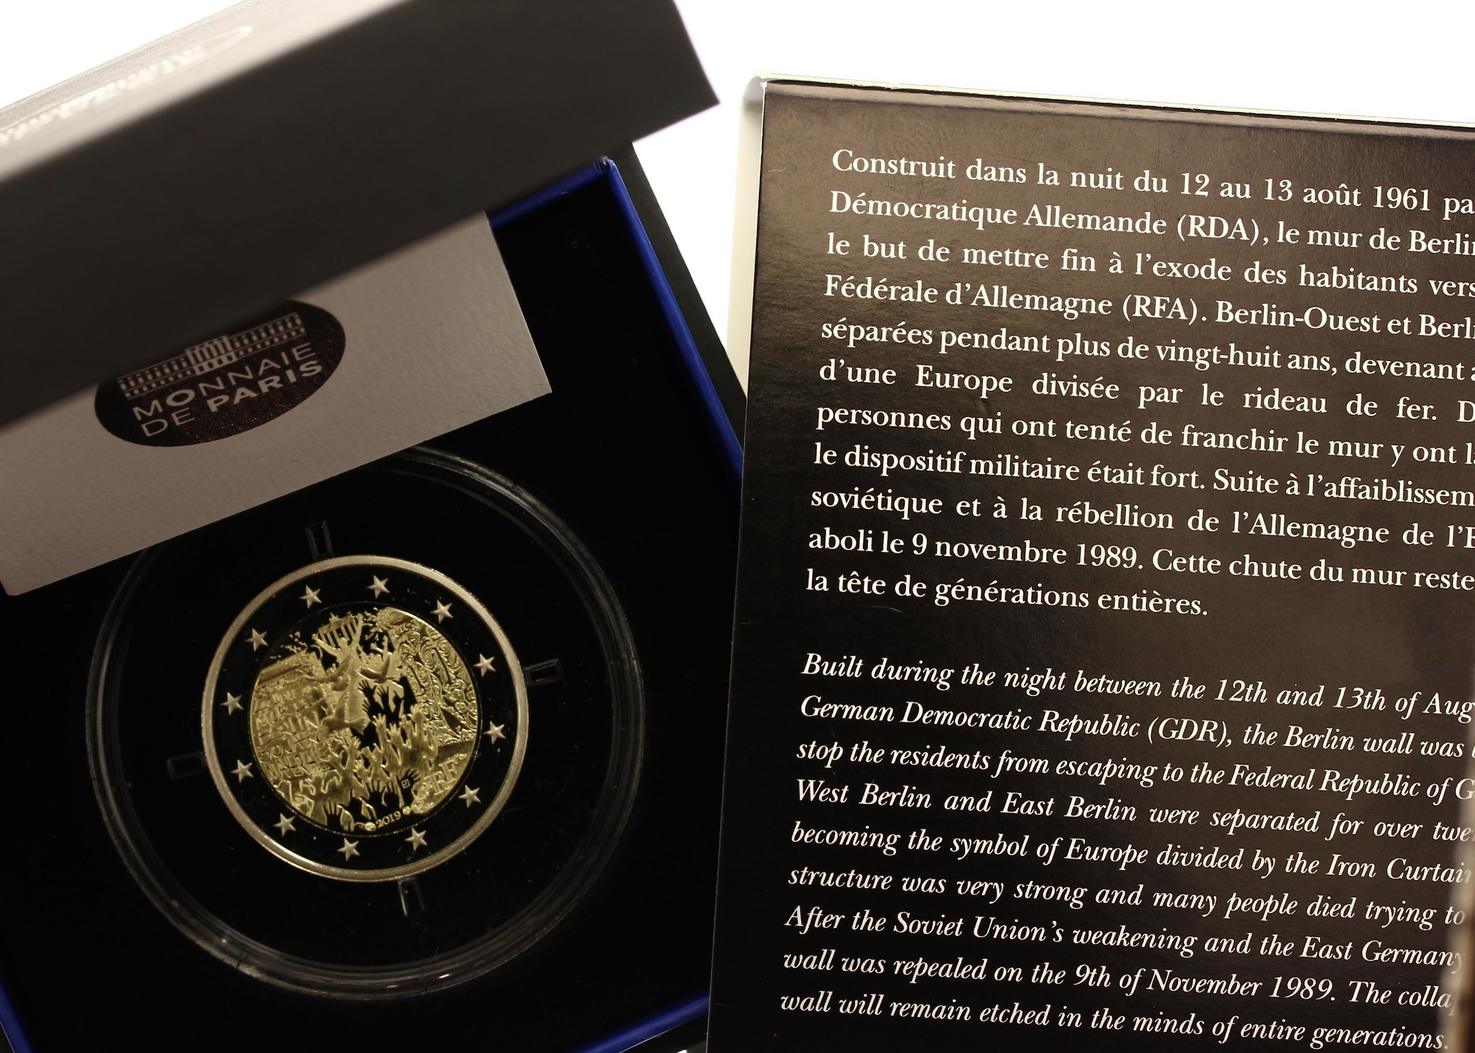 MONNAIE
DE PARIS
2019
Construit dans la nuit du 12 au 13 août 1961 pa
Démocratique Allemande (RDA), le mur de Berlin
le but de mettre fin à l'exode des habitants vers
Fédérale d'Allemagne (RFA). Berlin-Ouest et Berl
séparées pendant plus de vingt-huit ans, devenant a
d'une Europe divisée par le rideau de fer. D
personnes qui ont tenté de franchir le mur y ont l
le dispositif militaire était fort. Suite à l'affaiblissem
soviétique et à la rébellion de l'Allemagne de l'E
aboli le 9 novembre 1989. Cette chute du mur reste
la tête de générations entières.
Built during the night between the 12th and 13th of Aug
German Democratic Republic (GDR), the Berlin wall was
stop the residents from escaping to the Federal Republic of G
West Berlin and East Berlin were separated for over twe
becoming the symbol of Europe divided by the Iron Curtain
structure was very strong and many people died trying to
After the Soviet Union's weakening and the East Germany
wall was repealed on the 9th of November 1989. The colla
wall will remain etched in the minds of entire generations.